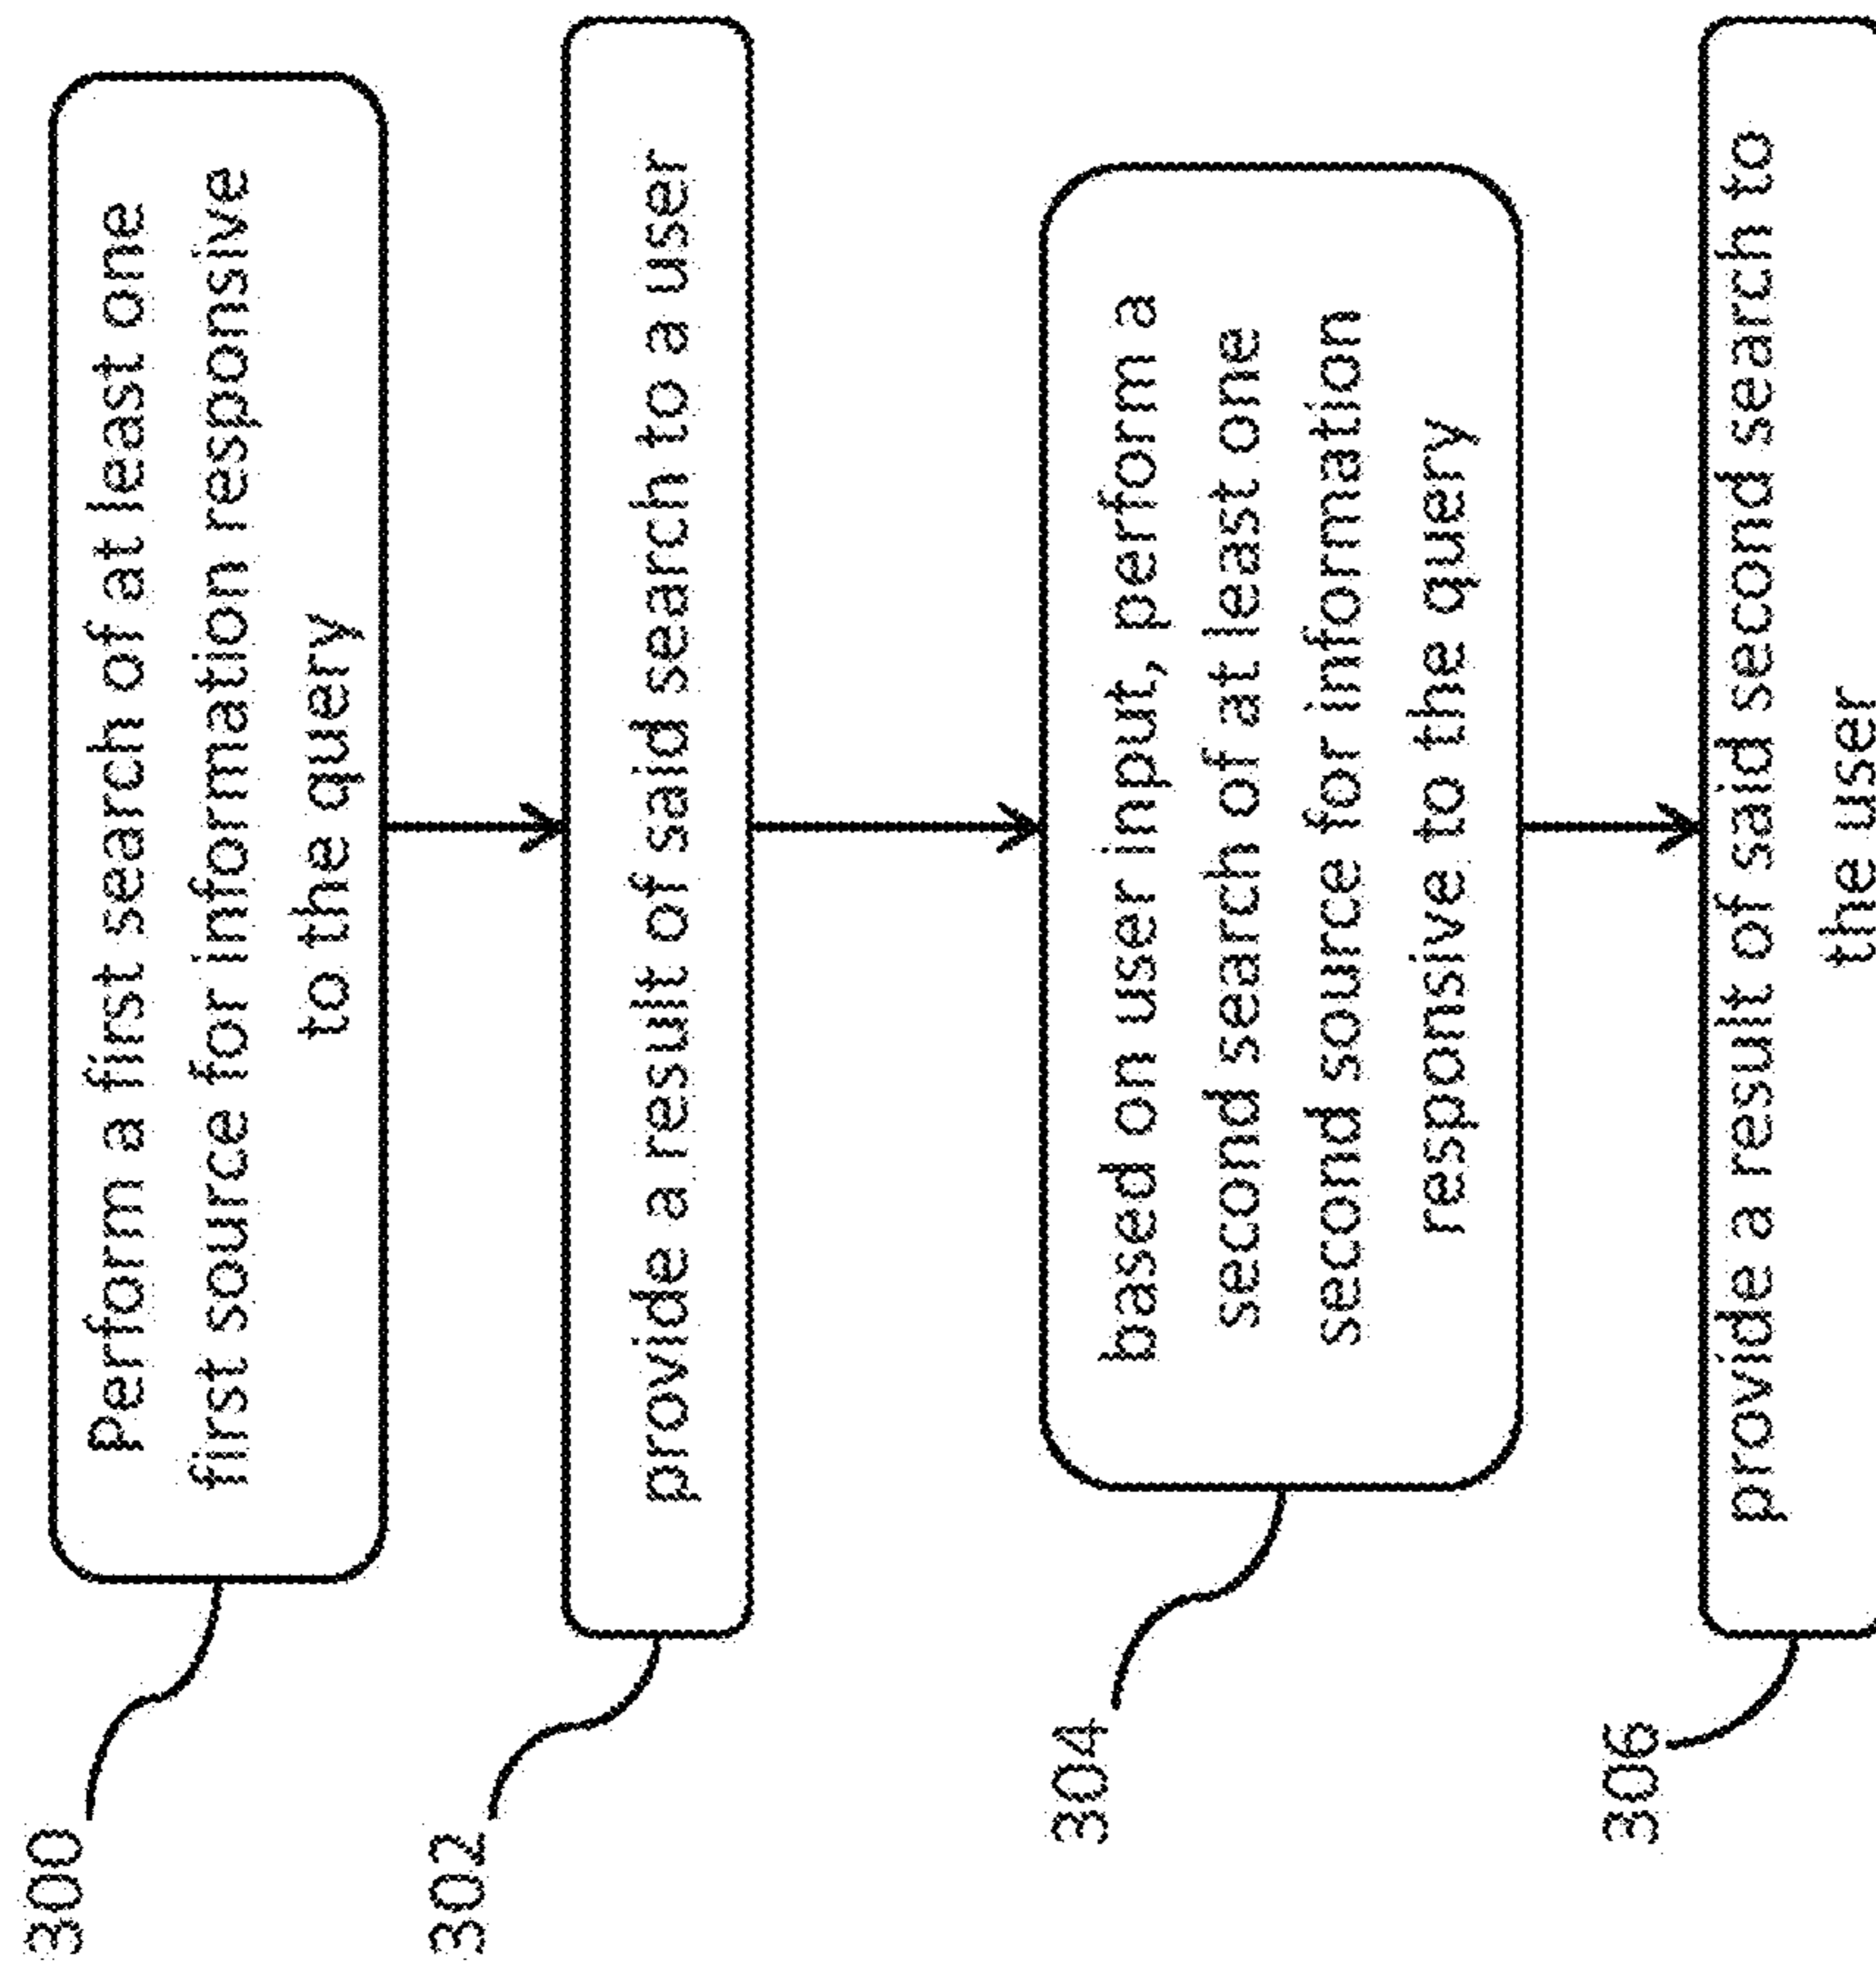 300
Perform a first search of at least one
first source for information responsive
to the query
302
provide a result of said search to a user
304
based on user input, perform a
second search of at least one
second source for information
responsive to the query
306
provide a result of said second search to
the user